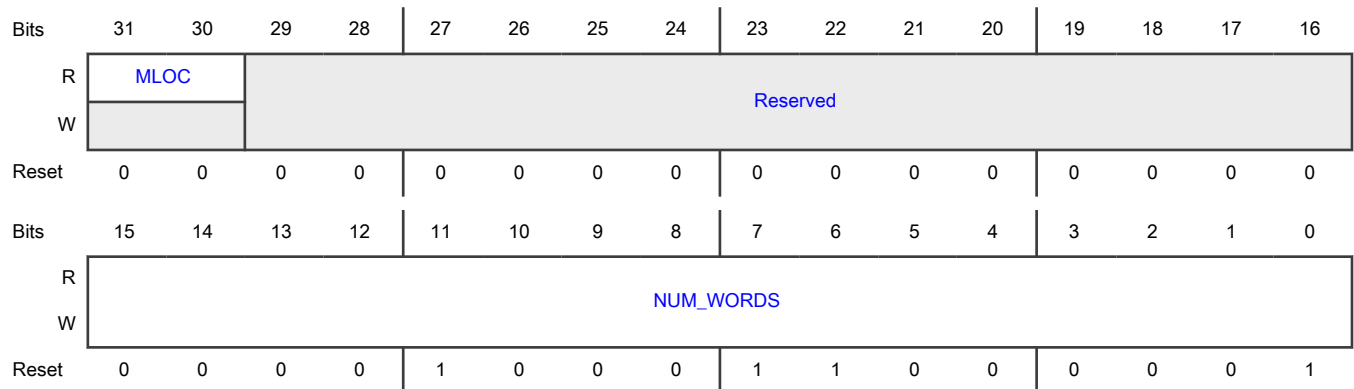 Bits 31 30 29 28 27 26 25 24 23 22 21 20 19 18 17 16
R MLOC Reserved
W
Reset 0 0 0 0 0 0 0 0 0 0 0 0 0 0 0 0
Bits 15 14 13 12 11 10 9 8 7 6 5 4 3 2 1 0
R NUM_WORDS
W
Reset 0 0 0 0 1 0 0 0 1 1 0 0 0 0 0 1